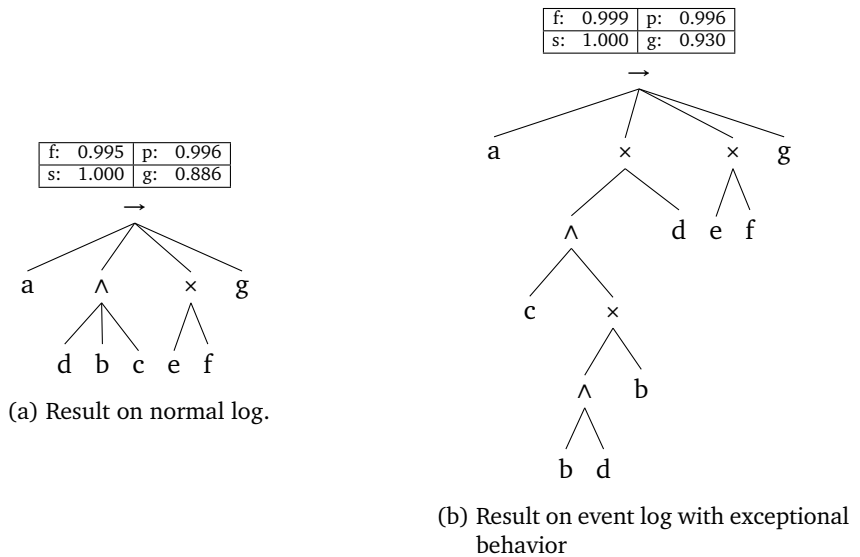 f: 0.999 p: 0.996
s: 1.000 g: 0.930
→
a × × g
∧ d e f
c ×
∧ b
b d
f: 0.995 p: 0.996
s: 1.000 g: 0.886
→
a ∧ × g
d b c e f
(a) Result on normal log.
(b) Result on event log with exceptional
behavior